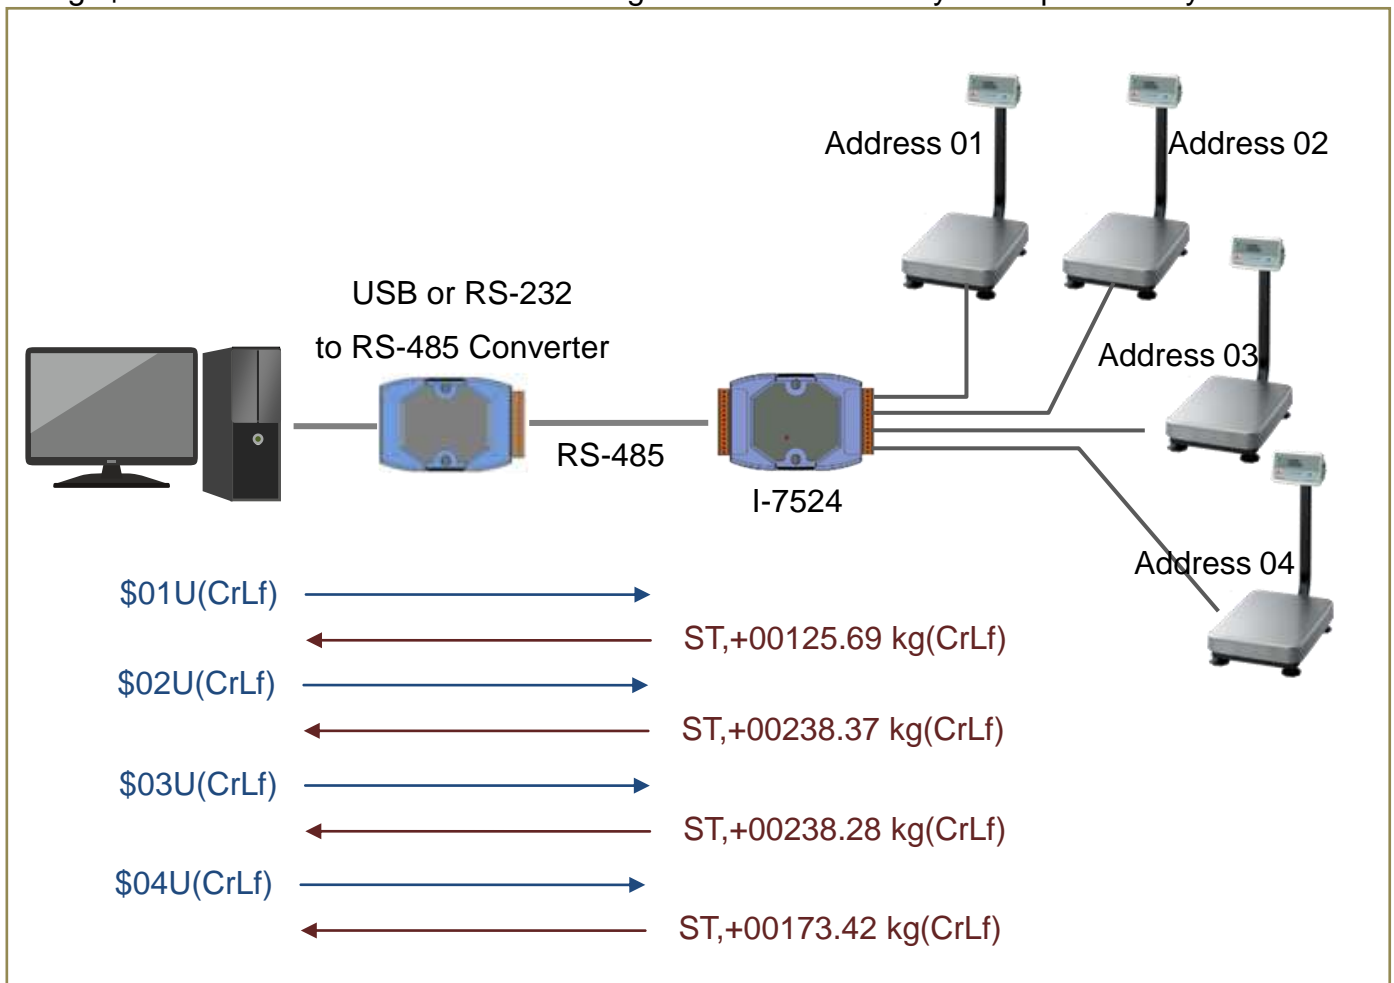 Address 01
Address 02
USB or RS-232
to RS-485 Converter
Address 03
RS-485
I-7524
Address 04
$01U(CrLf)
ST,+00125.69 kg(CrLf)
$02U(CrLf)
ST,+00238.37 kg(CrLf)
$03U(CrLf)
ST,+00238.28 kg(CrLf)
$04U(CrLf)
ST,+00173.42 kg(CrLf)